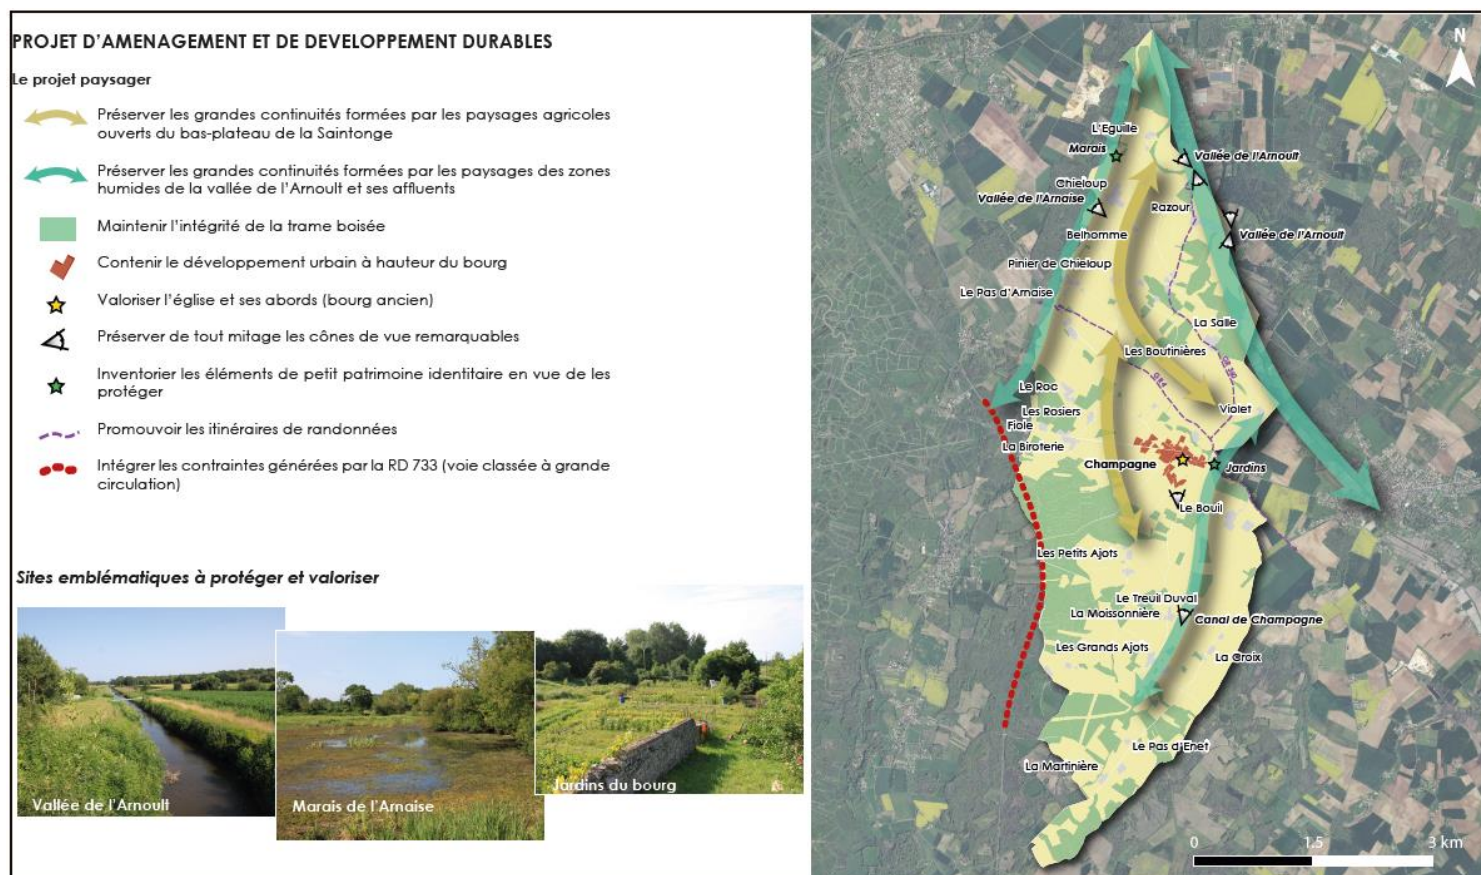 PROJET D'AMENAGEMENT ET DE DEVELOPPEMENT DURABLES
Le projet paysager
Préserver les grandes continuités formées par les paysages agricoles
ouverts du bas-plateau de la Saintonge
Préserver les grandes continuités formées par les paysages des zones
humides de la vallée de l'Arnoult et ses affluents
Maintenir l'intégrité de la trame boisée
Contenir le développement urbain à hauteur du bourg
Valoriser l'église et ses abords (bourg ancien)
Préserver de tout mitage les cônes de vue remarquables
Inventorier les éléments de petit patrimoine identitaire en vue de les
protéger
Promouvoir les itinéraires de randonnées
Intégrer les contraintes générées par la RD 733 (voie classée à grande
circulation)
Sites emblématiques à protéger et valoriser
Vallée de l'Arnoult
Marais de l'Arnaise
Jardins du bourg
N
L'Eguille
Marais
Vallée de l'Arnoult
Chieloup
Vallée de l'Arnaise
Razour
Belhomme
Vallée de l'Arnoult
Pinier de Chieloup
Le Pas d'Arnaise
La Salle
Les Boutinières
GR 360
GR4
Le Roc
Les Rosiers
Violet
Fiole
La Biroterie
Champagne
Jardins
Le Bouil
Les Petits Ajots
Le Treuil Duval
La Moissonnière
Canal de Champagne
Les Grands Ajots
La Croix
Le Pas d'Enet
La Martinière
0 1.5 3 km